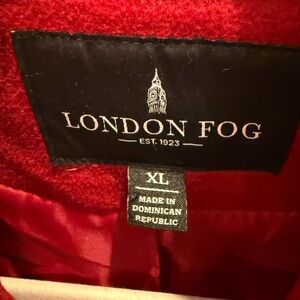 LONDON FOG
EST. 1923
XL
MADE IN
DOMINICAN
REPUBLIC